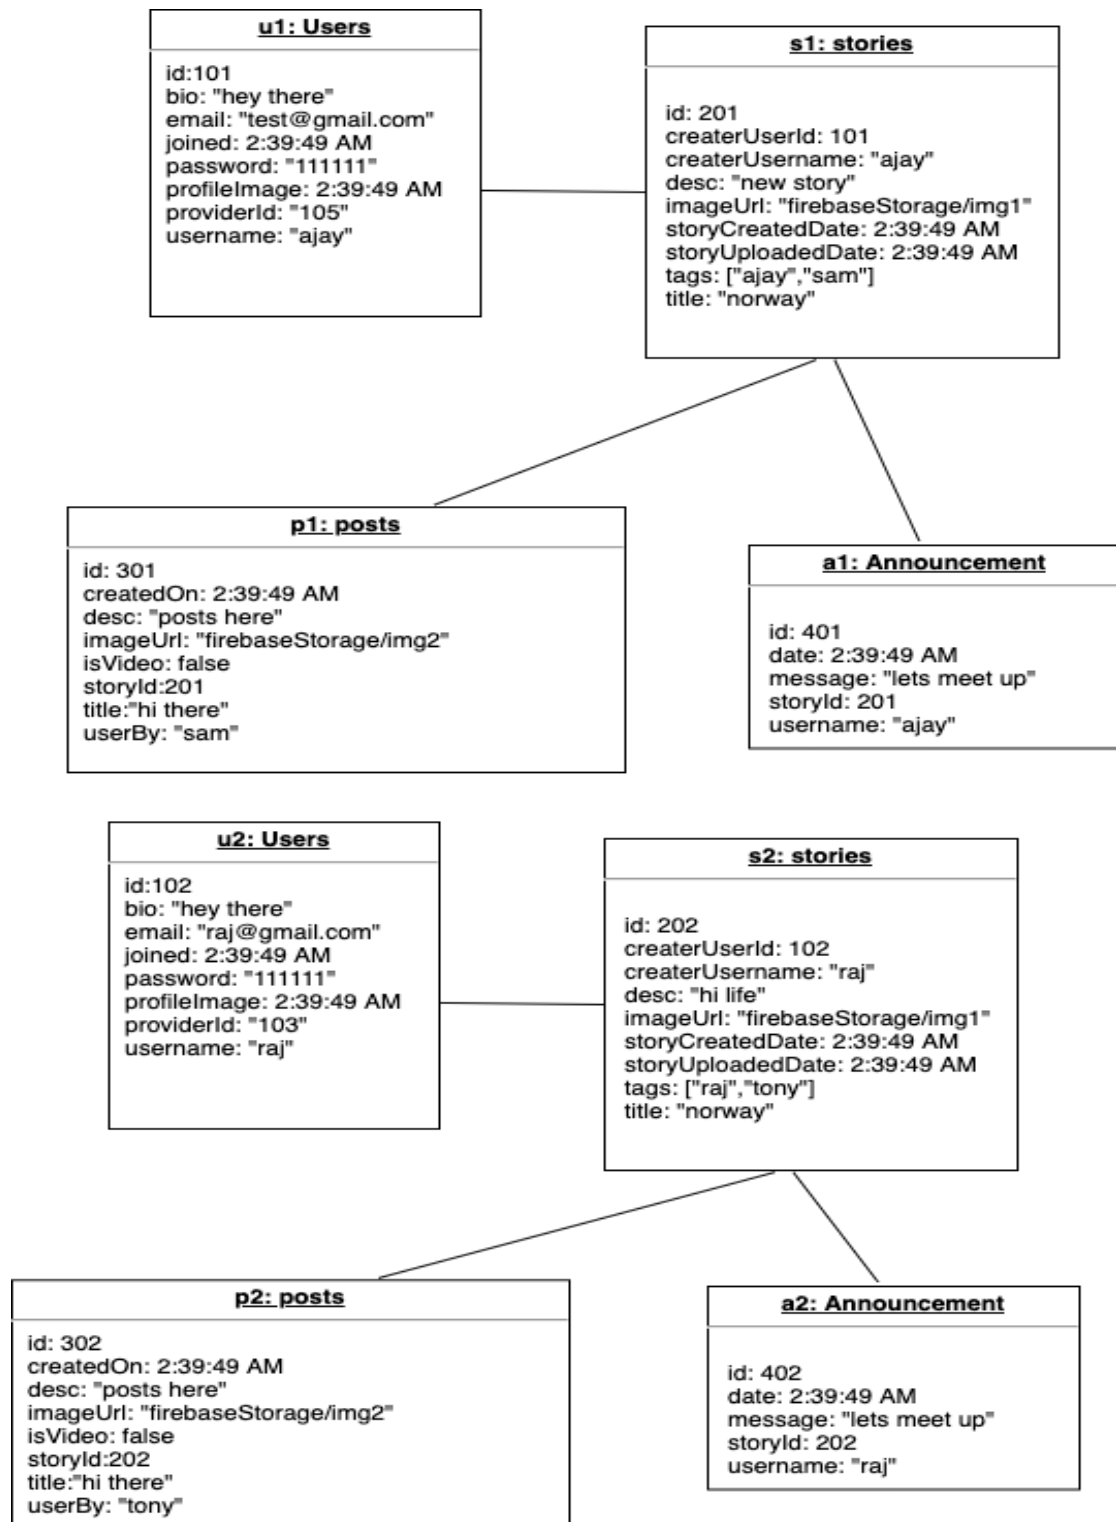 u1: Users
id:101
bio: "hey there"
email: "test@gmail.com"
joined: 2:39:49 AM
password: "111111"
profileImage: 2:39:49 AM
providerId: "105"
username: "ajay"
s1: stories
id: 201
createrUserId: 101
createrUsername: "ajay"
desc: "new story"
imageUrl: "firebaseStorage/img1"
storyCreatedDate: 2:39:49 AM
storyUploadedDate: 2:39:49 AM
tags: ["ajay","sam"]
title: "norway"
p1: posts
id: 301
createdOn: 2:39:49 AM
desc: "posts here"
imageUrl: "firebaseStorage/img2"
isVideo: false
storyId:201
title:"hi there"
userBy: "sam"
a1: Announcement
id: 401
date: 2:39:49 AM
message: "lets meet up"
storyId: 201
username: "ajay"
u2: Users
id:102
bio: "hey there"
email: "raj@gmail.com"
joined: 2:39:49 AM
password: "111111"
profileImage: 2:39:49 AM
providerId: "103"
username: "raj"
s2: stories
id: 202
createrUserId: 102
createrUsername: "raj"
desc: "hi life"
imageUrl: "firebaseStorage/img1"
storyCreatedDate: 2:39:49 AM
storyUploadedDate: 2:39:49 AM
tags: ["raj","tony"]
title: "norway"
p2: posts
id: 302
createdOn: 2:39:49 AM
desc: "posts here"
imageUrl: "firebaseStorage/img2"
isVideo: false
storyId:202
title:"hi there"
userBy: "tony"
a2: Announcement
id: 402
date: 2:39:49 AM
message: "lets meet up"
storyId: 202
username: "raj"